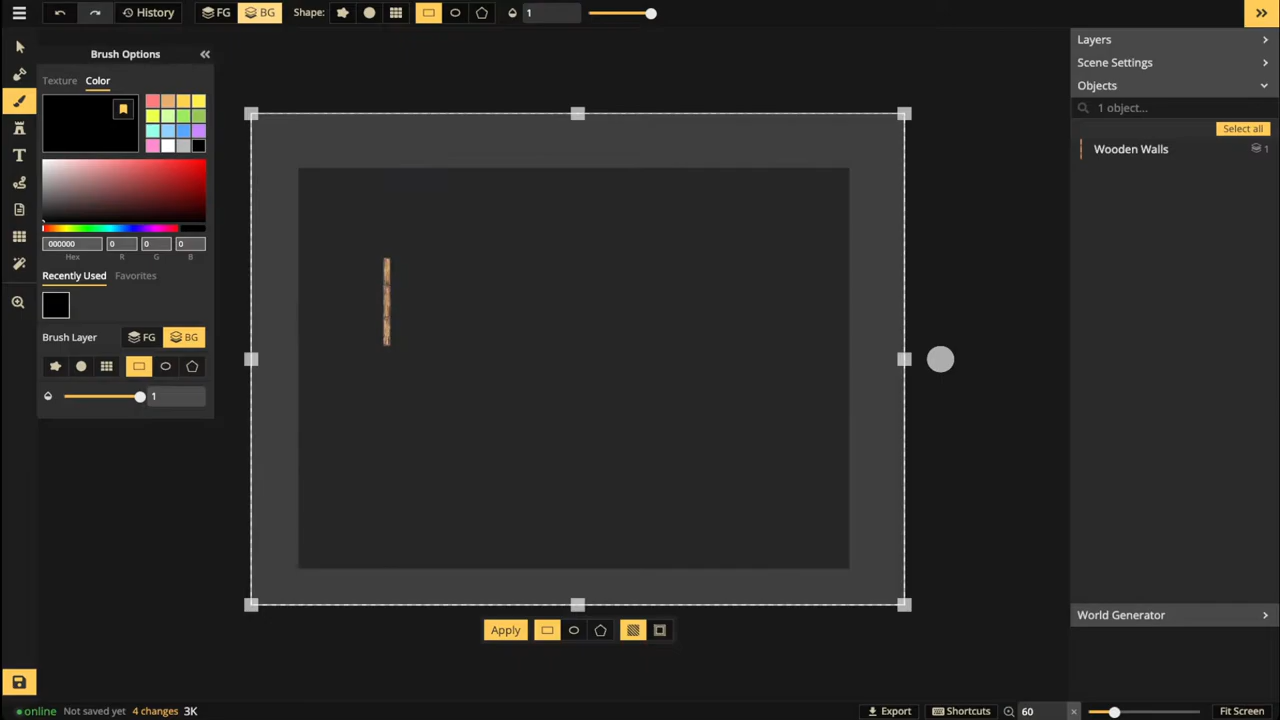 History
FG
BG
Shape:
1
Brush Options
Texture
Color
000000
0
0
0
Hex
R
G
B
Recently Used
Favorites
Brush Layer
FG
BG
1
Apply
Layers
Scene Settings
Objects
1 object...
Select all
Wooden Walls
1
World Generator
online
Not saved yet
4 changes
3K
Export
Shortcuts
60
Fit Screen